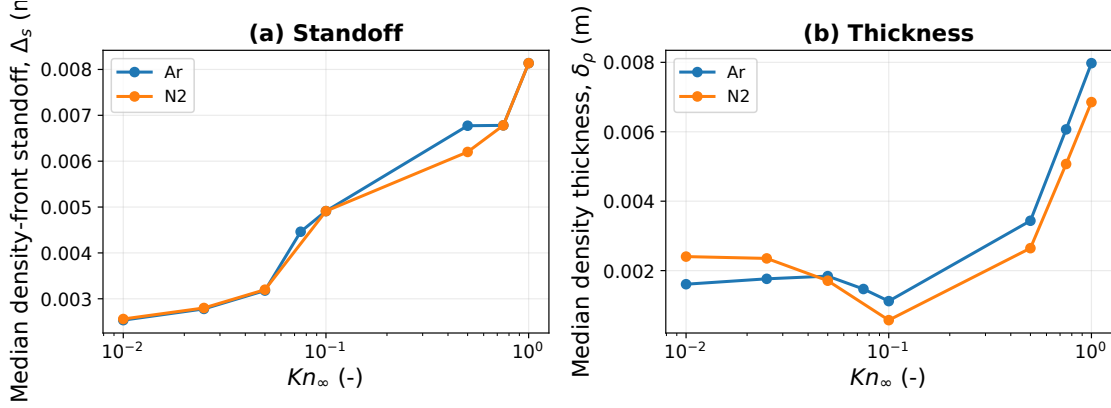 (a) Standoff
Median density-front standoff, Δₛ (m
0.008
0.007
0.006
0.005
0.004
0.003
Ar
N2
10⁻² 10⁻¹ 10⁰
Kn∞ (-)
(b) Thickness
Median density thickness, δρ (m)
0.008
0.006
0.004
0.002
Ar
N2
10⁻² 10⁻¹ 10⁰
Kn∞ (-)